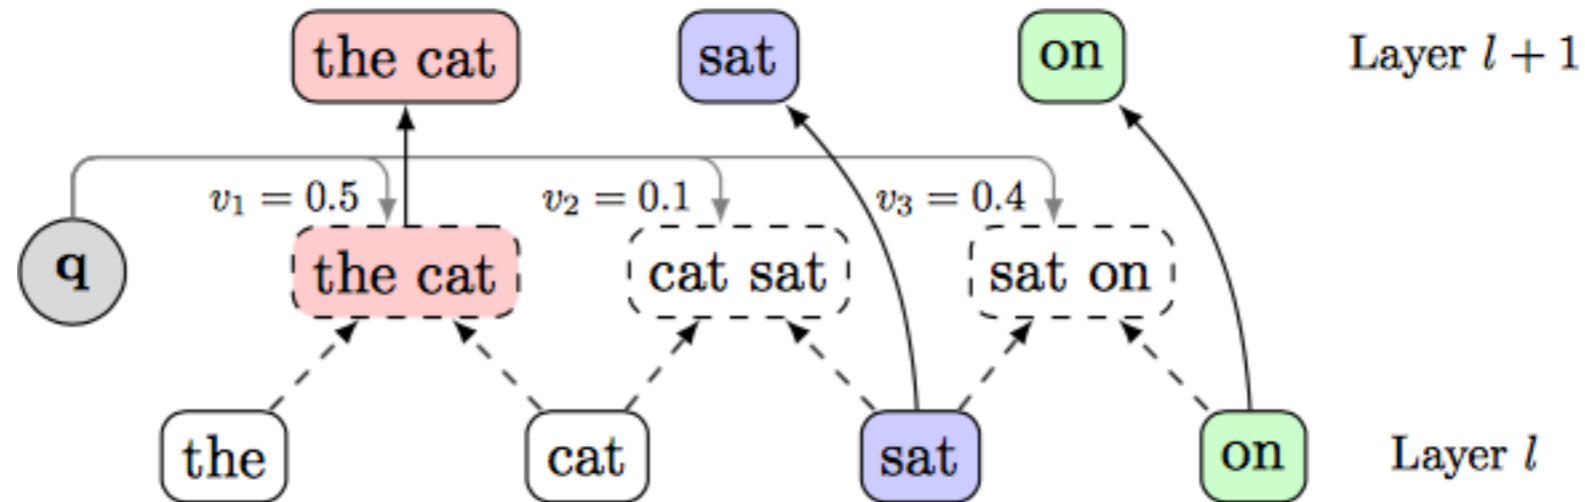 the cat sat on Layer l + 1
v₁ = 0.5 v₂ = 0.1 v₃ = 0.4
q the cat cat sat sat on
the cat sat on Layer l